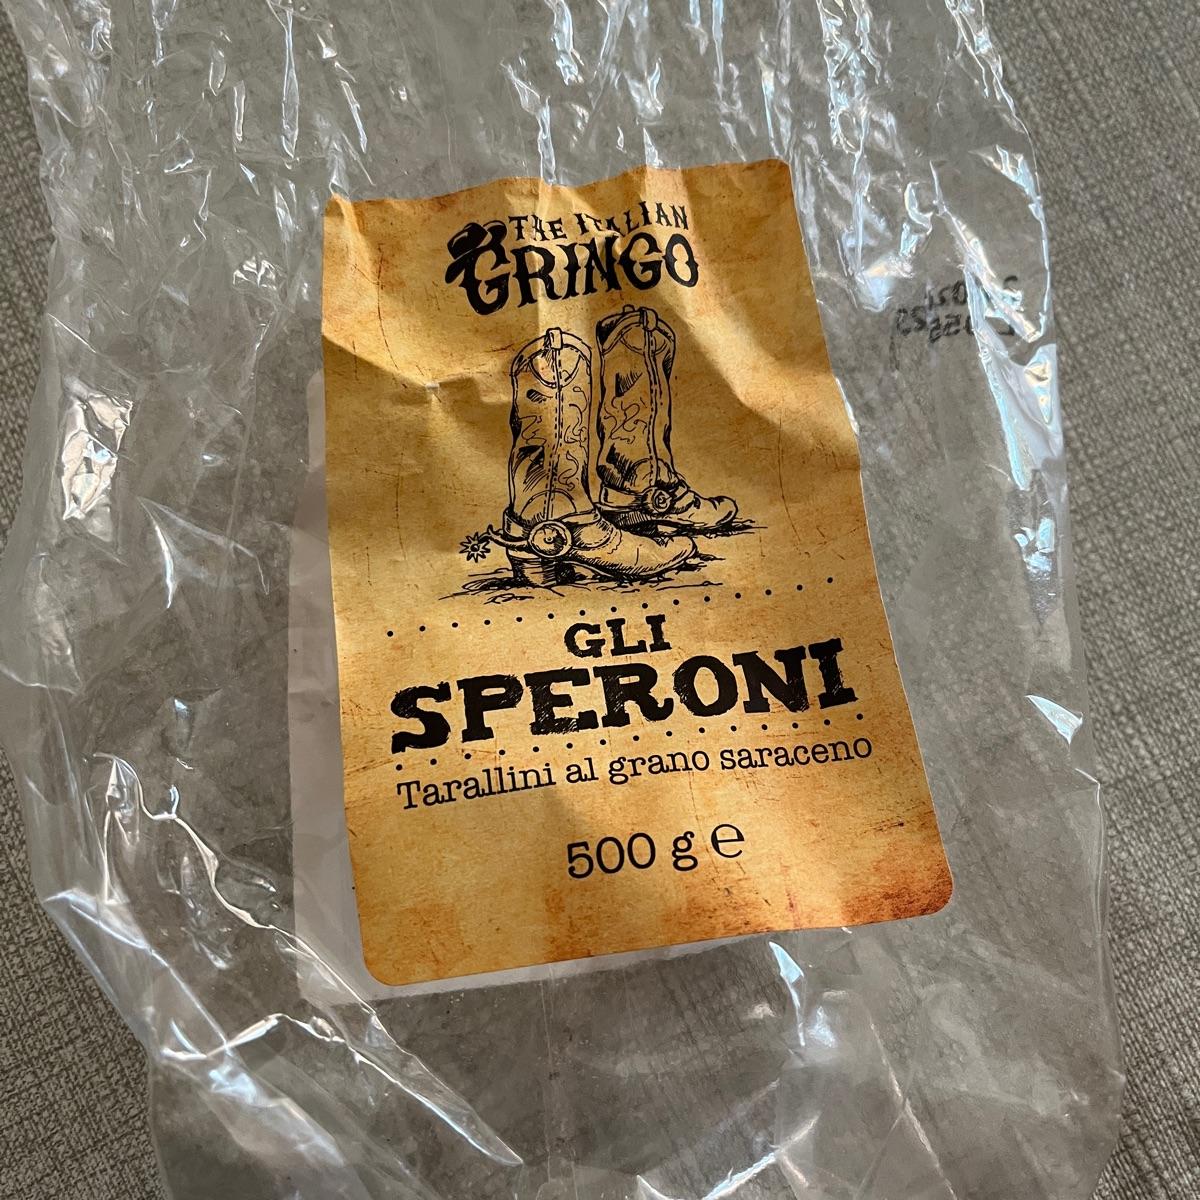 THE ITALIAN
GRINGO
GLI
SPERONI
Tarallini al grano saraceno
500 g ℮